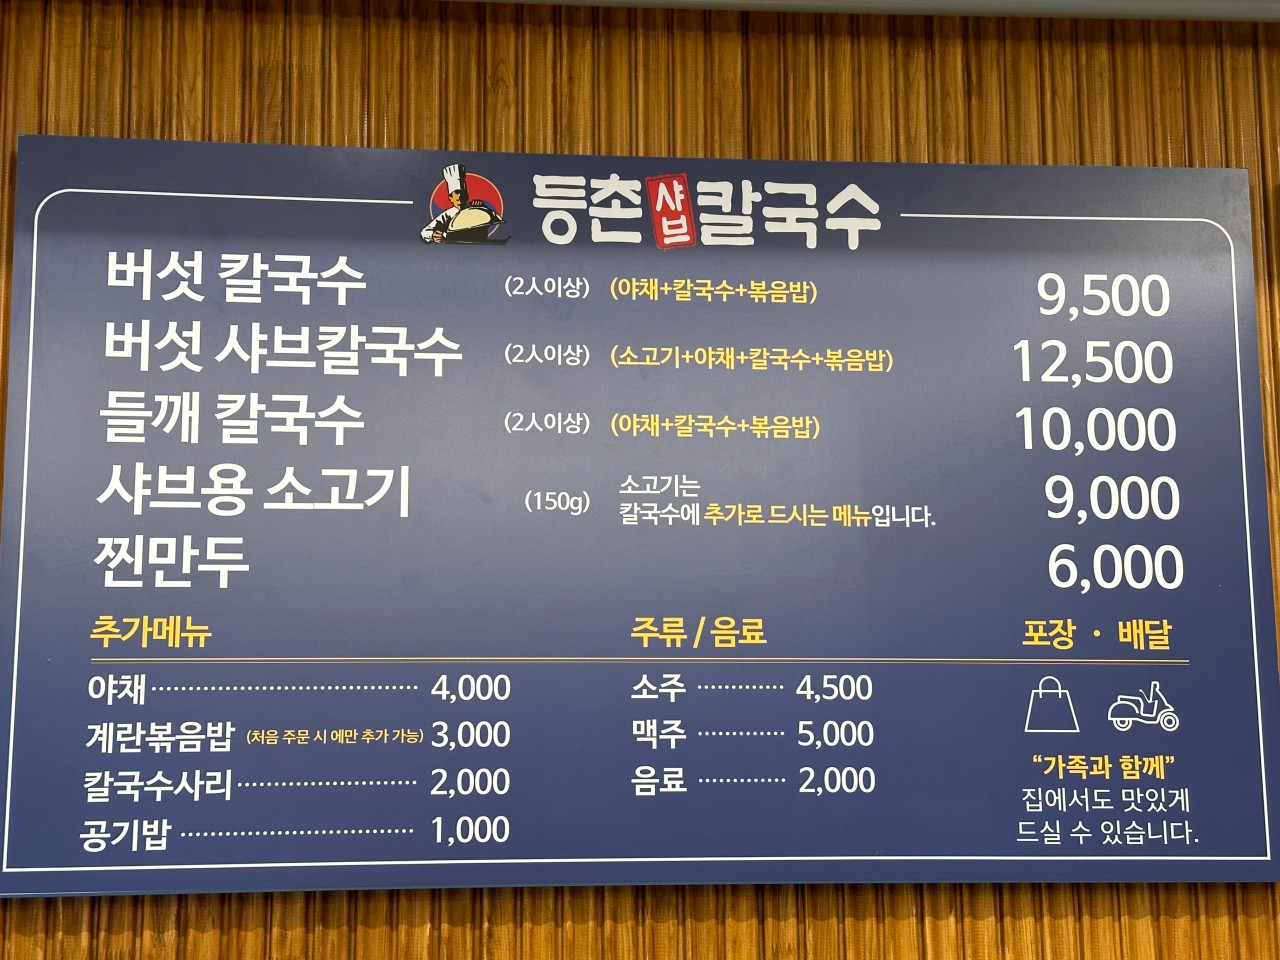 등촌샤브칼국수
버섯 칼국수 (2人이상) (야채+칼국수+볶음밥) 9,500
버섯 샤브칼국수 (2人이상) (소고기+야채+칼국수+볶음밥) 12,500
들깨 칼국수 (2人이상) (야채+칼국수+볶음밥) 10,000
샤브용 소고기 (150g) 소고기는 9,000
칼국수에 추가로 드시는 메뉴입니다.
찐만두 6,000
추가메뉴
야채 4,000
계란볶음밥 (처음 주문 시 에만 추가 가능) 3,000
칼국수사리 2,000
공기밥 1,000
주류 / 음료
소주 4,500
맥주 5,000
음료 2,000
포장 · 배달
“가족과 함께”
집에서도 맛있게
드실 수 있습니다.